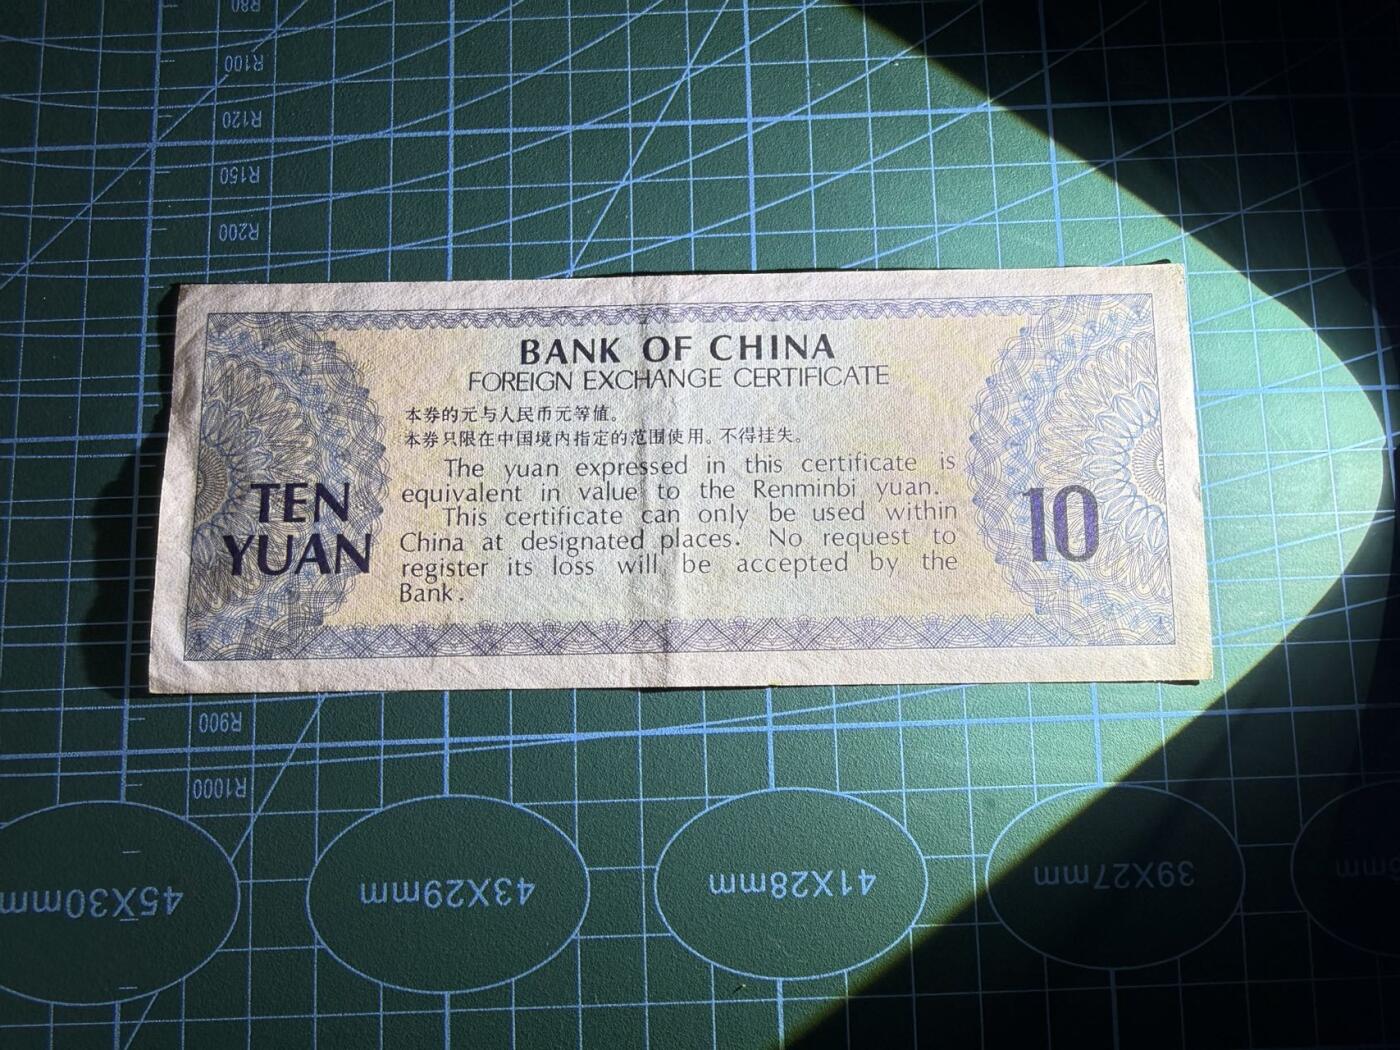 R80
R100
R120
R150
R200
BANK OF CHINA
FOREIGN EXCHANGE CERTIFICATE
本券的元与人民币元等值。
本券只限在中国境内指定的范围使用。不得挂失。
The yuan expressed in this certificate is
equivalent in value to the Renminbi yuan.
This certificate can only be used within
China at designated places. No request to
register its loss will be accepted by the
Bank.
TEN
YUAN
10
R900
R1000
45X30mm
43X29mm
41X28mm
39X27mm